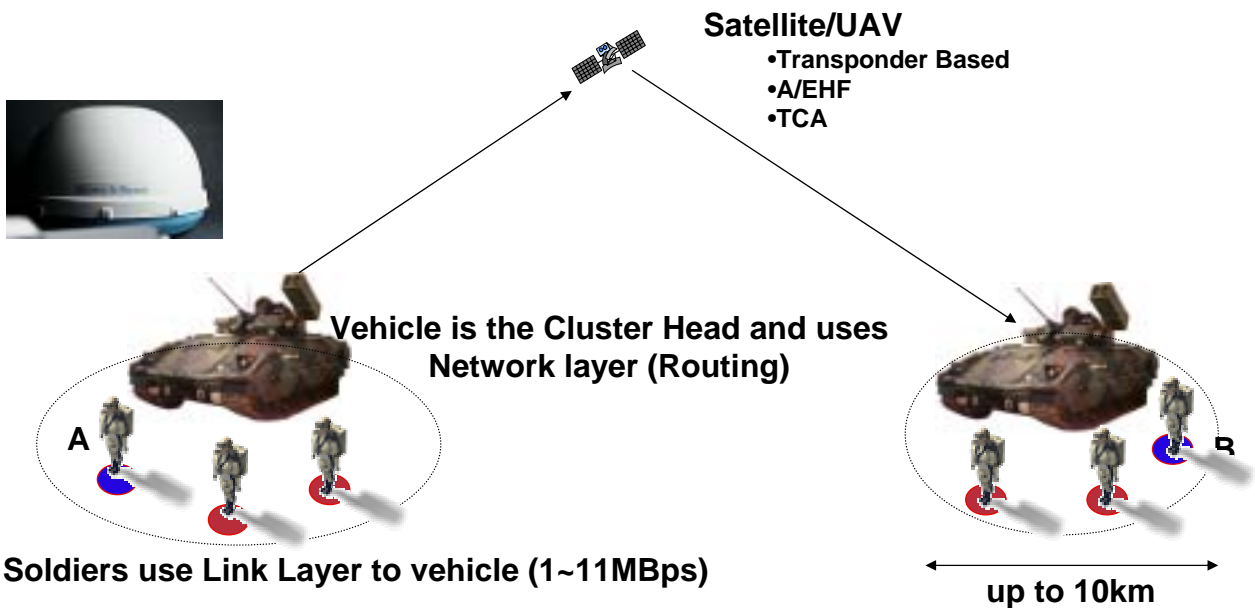 Satellite/UAV
•Transponder Based
•A/EHF
•TCA
Vehicle is the Cluster Head and uses
Network layer (Routing)
A
B
Soldiers use Link Layer to vehicle (1~11MBps)
up to 10km